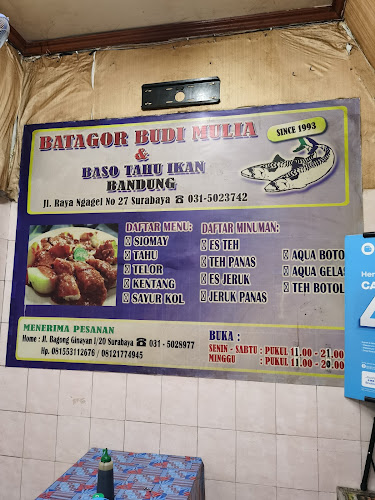 BATAGOR BUDI MULIA
SINCE 1993
&
BASO TAHU IKAN
BANDUNG
Jl. Raya Ngagel No 27 Surabaya ☎ 031-5023742
DAFTAR MENU:
SIOMAY
TAHU
TELOR
KENTANG
SAYUR KOL
DAFTAR MINUMAN:
ES TEH
TEH PANAS
ES JERUK
JERUK PANAS
AQUA BOTO
AQUA GELAS
TEH BOTOL
MENERIMA PESANAN
Home : Jl. Bagong Ginayan I/20 Surabaya ☎ 031 - 5028977
Hp. 081553112676 / 08121774945
BUKA :
SENIN - SABTU : PUKUL 11.00 - 21.00
MINGGU : PUKUL 11.00 - 20.00
Her
CA